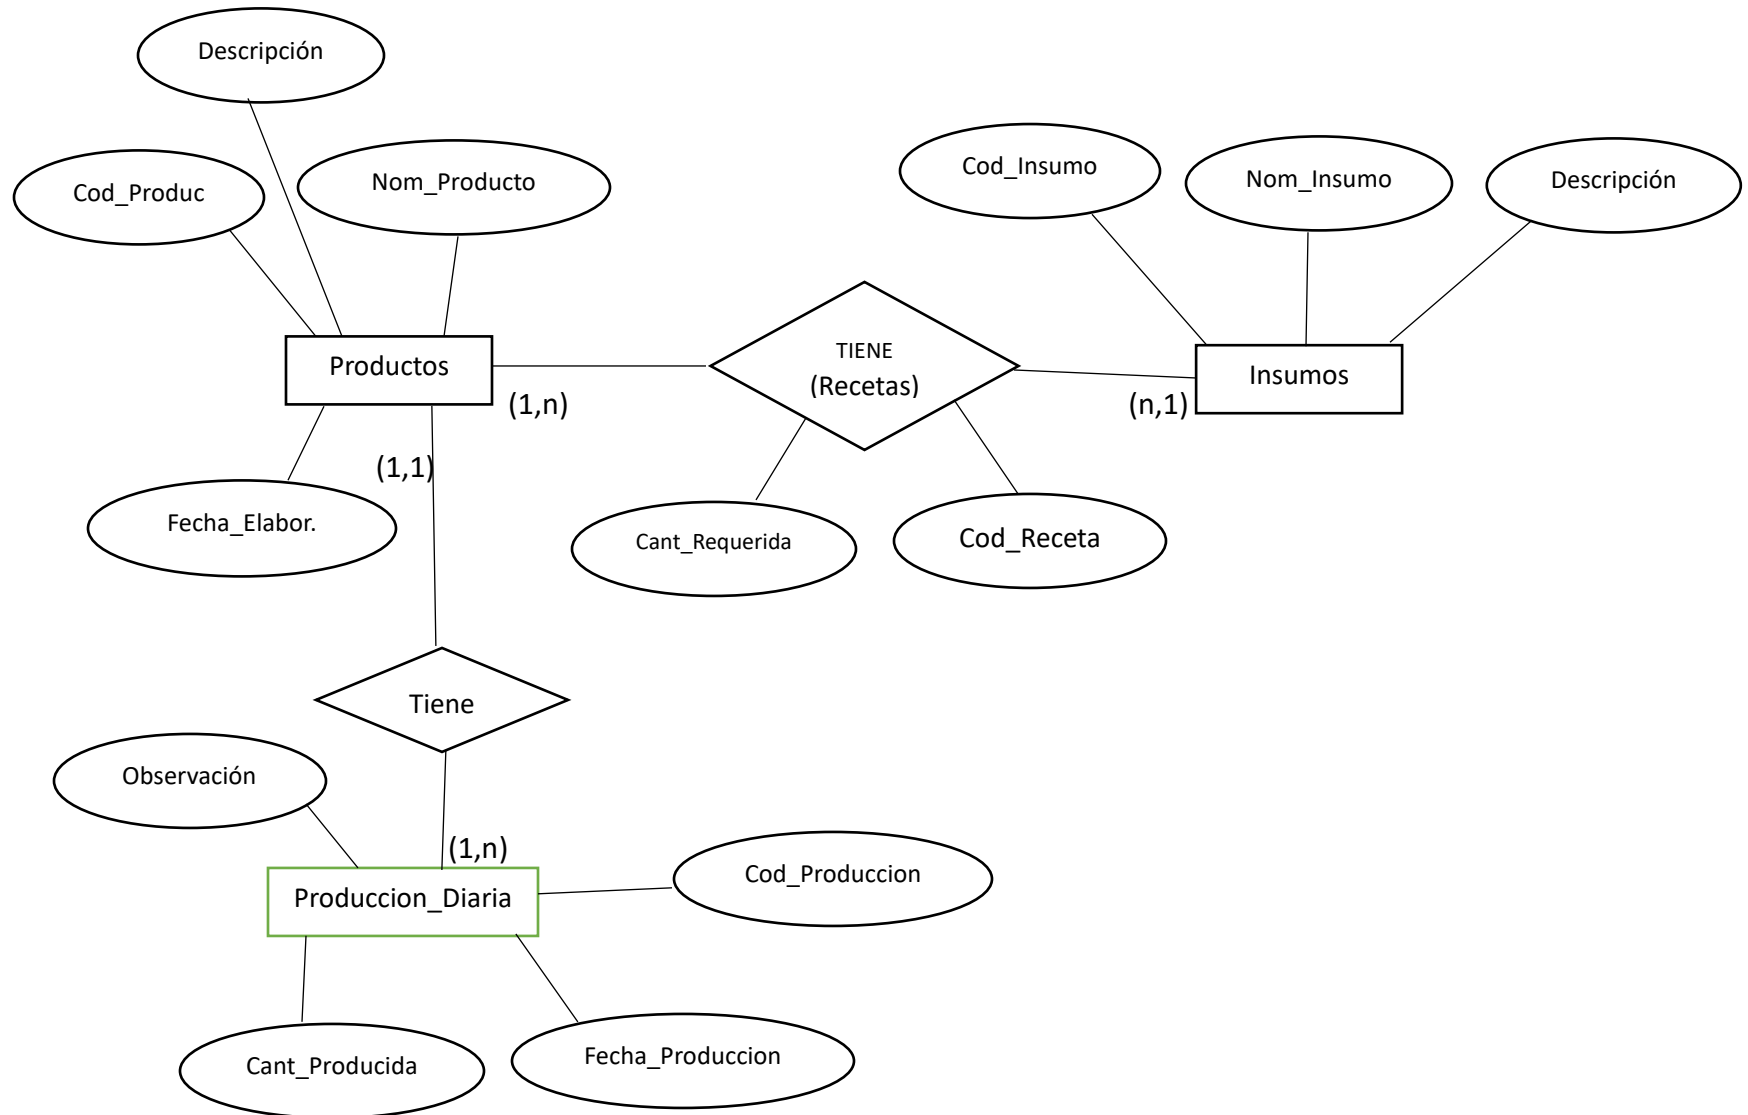 Descripción
Cod_Produc
Nom_Producto
Cod_Insumo
Nom_Insumo
Descripción
Productos
TIENE
(Recetas)
Insumos
(1,n)
(n,1)
(1,1)
Fecha_Elabor.
Cant_Requerida
Cod_Receta
Tiene
Observación
(1,n)
Produccion_Diaria
Cod_Produccion
Cant_Producida
Fecha_Produccion